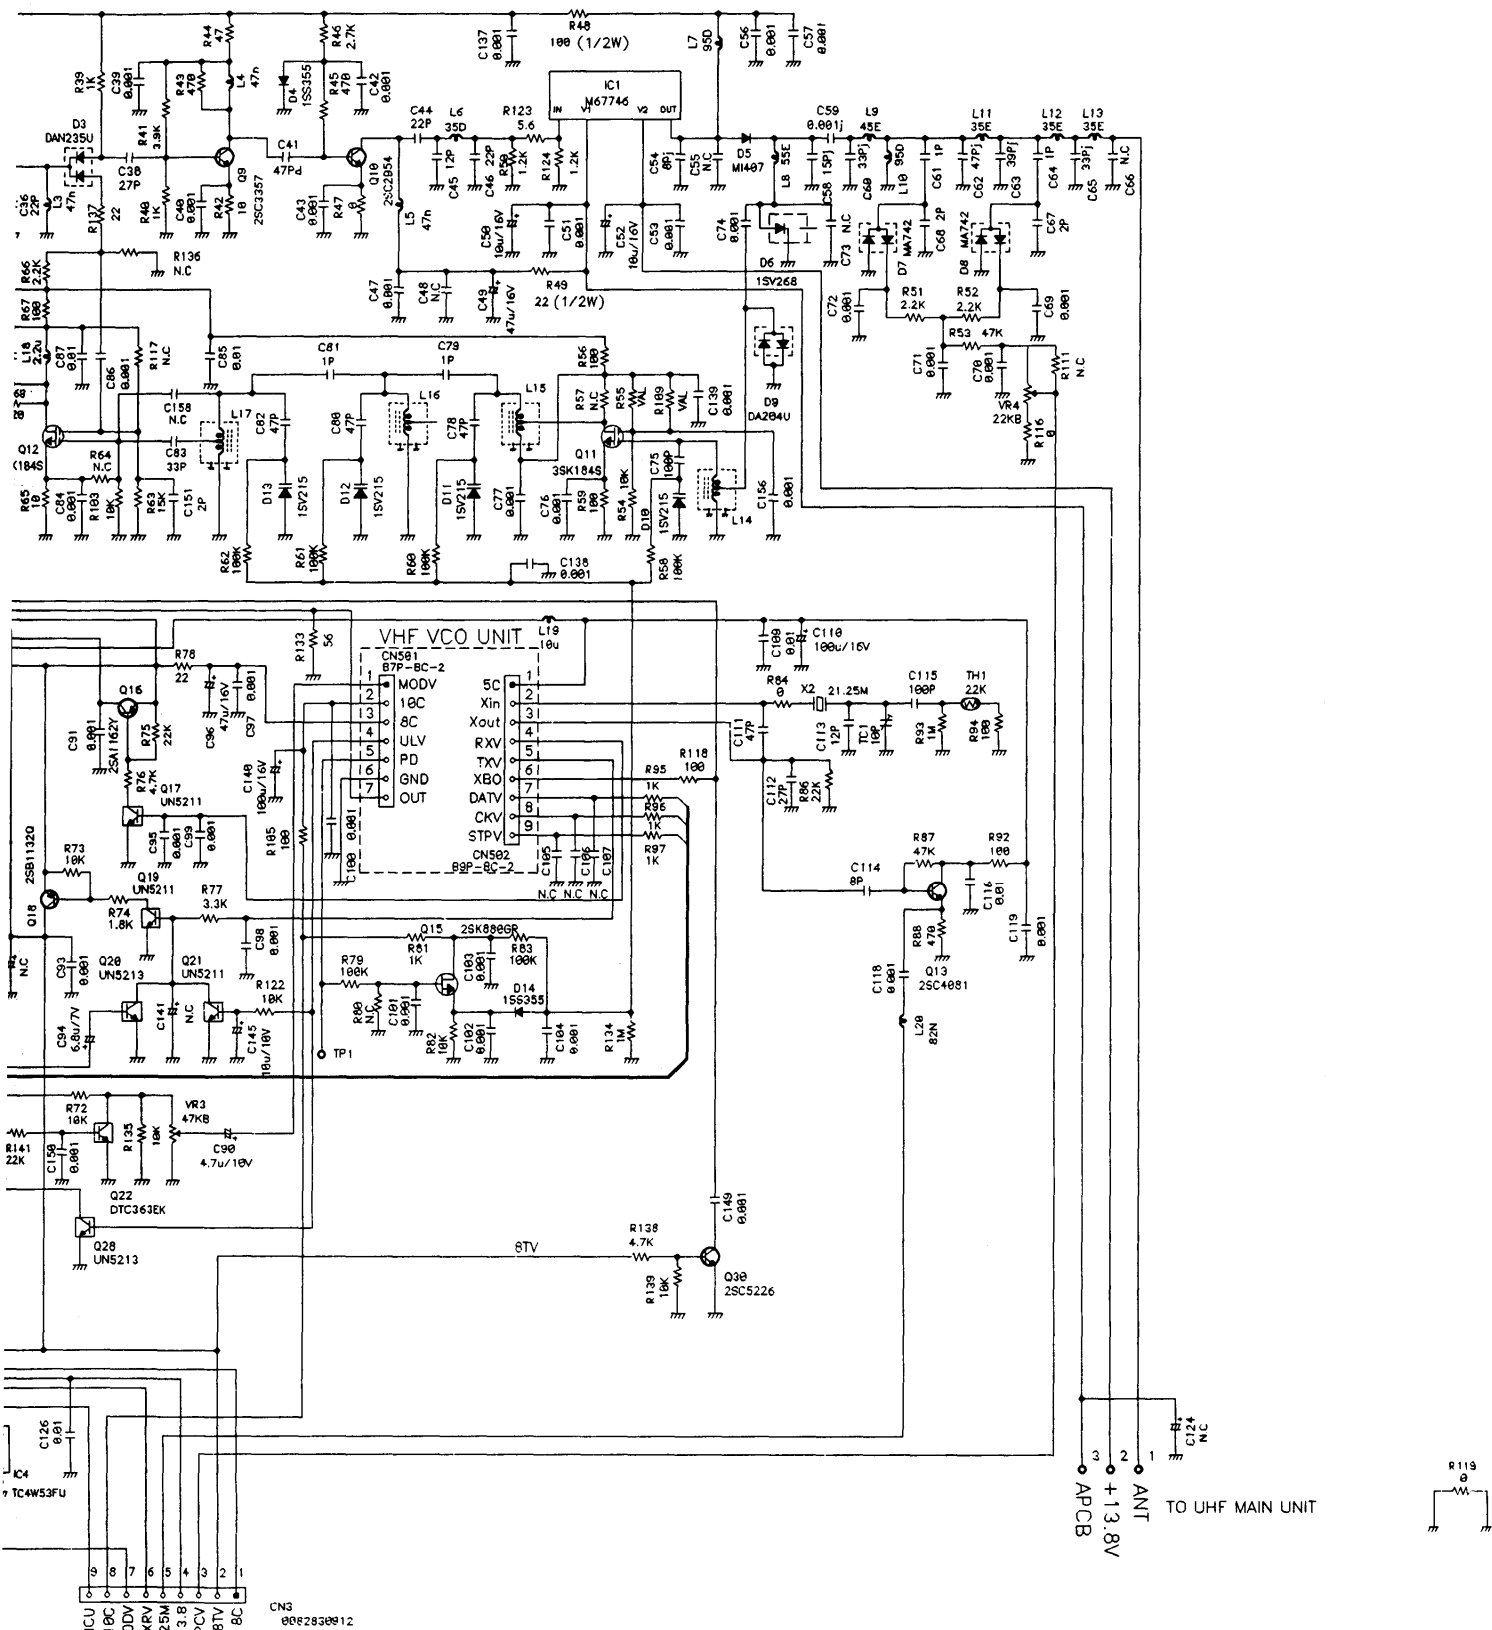 R44
47
R46
2.7K
R48
100 (1/2W)
C137
0.001
L7
95D
C56
0.001
C57
0.001
R39
1K
C39
0.001
R43
470
L4
47n
D4
1SS355
R45
470
C42
0.001
IC1
M67746
IN
V1
V2
OUT
D3
DAN235U
R41
3.9K
C38
27P
C41
47Pd
Q9
2SC3357
Q10
2SC2954
C44
22P
L6
35D
R123
5.6
C45
12P
C46
22P
R50
1.2K
R124
1.2K
C54
8Pj
C55
N.C
D5
MI407
L8
55E
C59
0.001j
L9
45E
L11
35E
L12
35E
L13
35E
C58
15Pj
C60
33Pj
L10
95D
C61
1P
C62
47Pj
C63
39Pj
C64
1P
C65
33Pj
C66
N.C
C36
22P
L3
47n
R137
22
R40
1K
C40
0.001
R42
10
C43
0.001
R47
0
L5
47n
C50
10u/16V
C51
0.001
C52
10u/16V
C53
0.001
C74
0.001
D6
1SV268
C73
N.C
D7
MA742
C68
2P
D8
MA742
C67
2P
R136
N.C
R66
2.2K
R67
100
C47
0.001
C48
N.C
C49
47u/16V
R49
22 (1/2W)
C72
0.001
R51
2.2K
R52
2.2K
C69
0.001
R53 47K
C71
0.001
C70
0.001
R111
N.C
VR4
22KB
R116
0
D9
DA204U
L18
2.2u
C87
0.01
C86
0.001
R117
N.C
C85
0.01
C81
1P
C79
1P
R56
100
R57
N.C
R55
VAL
R109
VAL
C139
0.001
L17
L16
L15
L14
C158
N.C
C82
47P
C80
47P
C78
47P
Q12
R64
N.C
C83
33P
Q11
3SK184S
C75
100P
C156
0.001
R65
10
C84
0.001
R103
10K
R63
15K
C151
2P
D13
1SV215
D12
1SV215
D11
1SV215
C77
0.001
C76
0.001
R59
100
R54
10K
D10
1SV215
R62
100K
R61
100K
R60
100K
C138
0.001
R58
100K
R133
56
VHF VCO UNIT
L19
10u
C109
0.01
C110
100u/16V
CN501
B7P-BC-2
1 MODV
2 10C
3 8C
4 ULV
5 PD
6 GND
7 OUT
5C 1
Xin 2
Xout 3
RXV 4
TXV 5
XBO 6
DATV 7
CKV 8
STPV 9
CN502
B9P-BC-2
R78
22
Q16
2SA1162Y
C91
0.001
R75
22K
C96
47u/16V
C97
0.001
R76
4.7K
Q17
UN5211
C95
0.001
C99
0.001
C140
100u/16V
R105
100
C100 0.001
R84
0
X2
21.25M
C115
100P
TH1
22K
C111
47P
C113
12P
TC1
10P
R93
1M
R94
100
R118
100
R95
1K
R96
1K
R97
1K
C112
27P
R86
22K
C105
C106
C107
N.C N.C N.C
2SB1132Q
Q18
R73
10K
Q19
UN5211
R74
1.8K
R77
3.3K
C98
0.001
R87
47K
R92
100
C114
8P
C116
0.01
C119
0.001
R88
470
Q13
2SC4081
C118
0.001
L20
82N
N.C
C93
0.001
Q20
UN5213
Q21
UN5211
R122
10K
C94
6.8u/7V
C141
N.C
C145
10u/10V
R79
100K
R81
1K
Q15
2SK880GR
R83
100K
C103
0.001
D14
1SS355
R80
N.C
C101
0.001
R82
10K
C102
0.001
C104
0.001
R134
1M
TP1
R72
10K
R141
22K
C150
0.001
R135
10K
VR3
47KB
C90
4.7u/10V
Q22
DTC363EK
Q28
UN5213
8TV
R138
4.7K
R139
10K
C149
0.001
Q30
2SC5226
C126
0.01
IC4
TC4W53FU
C124
N.C
3 2 1
APCB
+13.8V
ANT
TO UHF MAIN UNIT
R119
0
9 8 7 6 5 4 3 2 1
8TV
8C
CN3
0082830912